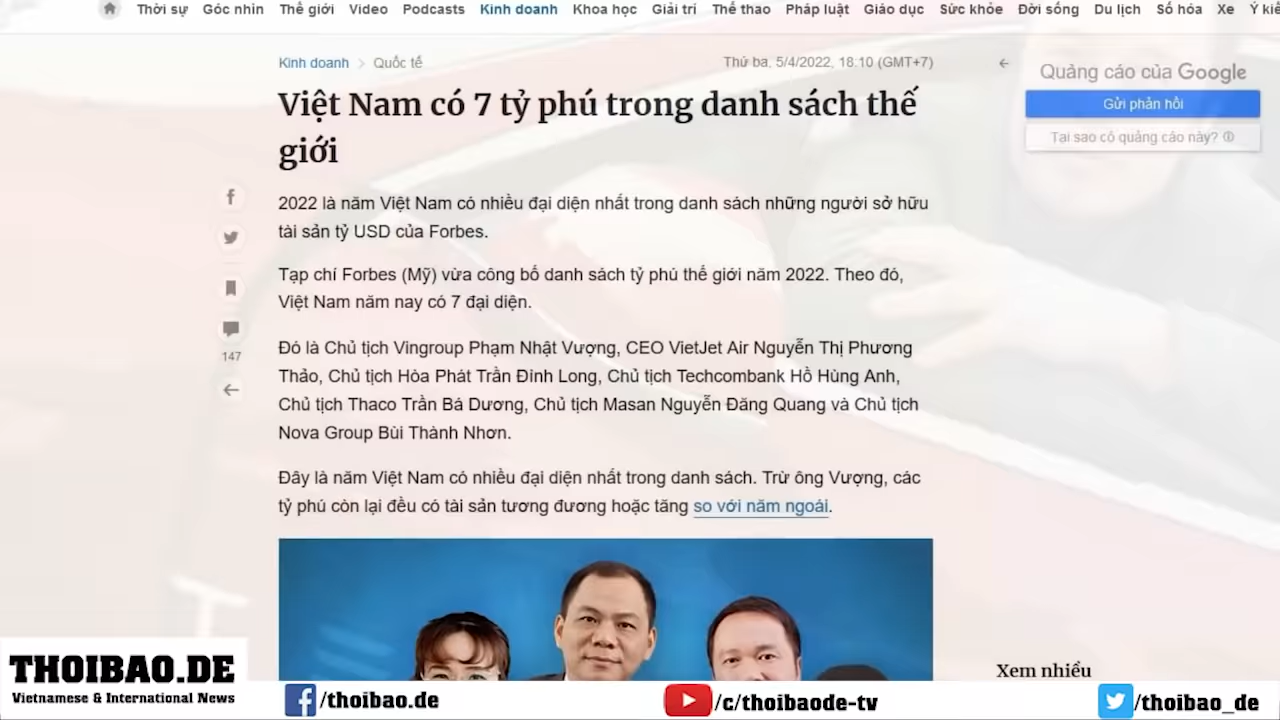 Thời sự Góc nhìn Thế giới Video Podcasts Kinh doanh Khoa học Giải trí Thể thao Pháp luật Giáo dục Sức khỏe Đời sống Du lịch Số hóa Xe Ý kiế
Kinh doanh > Quốc tế
Thứ ba, 5/4/2022, 18:10 (GMT+7)
Việt Nam có 7 tỷ phú trong danh sách thế
giới
Quảng cáo của Google
Gửi phản hồi
Tại sao có quảng cáo này?
2022 là năm Việt Nam có nhiều đại diện nhất trong danh sách những người sở hữu
tài sản tỷ USD của Forbes.
Tạp chí Forbes (Mỹ) vừa công bố danh sách tỷ phú thế giới năm 2022. Theo đó,
Việt Nam năm nay có 7 đại diện.
147
Đó là Chủ tịch Vingroup Phạm Nhật Vượng, CEO VietJet Air Nguyễn Thị Phương
Thảo, Chủ tịch Hòa Phát Trần Đình Long, Chủ tịch Techcombank Hồ Hùng Anh,
Chủ tịch Thaco Trần Bá Dương, Chủ tịch Masan Nguyễn Đăng Quang và Chủ tịch
Nova Group Bùi Thành Nhơn.
Đây là năm Việt Nam có nhiều đại diện nhất trong danh sách. Trừ ông Vượng, các
tỷ phú còn lại đều có tài sản tương đương hoặc tăng so với năm ngoái.
Xem nhiều
THOIBAO.DE
Vietnamese & International News
/thoibao.de
/c/thoibaode-tv
/thoibao_de